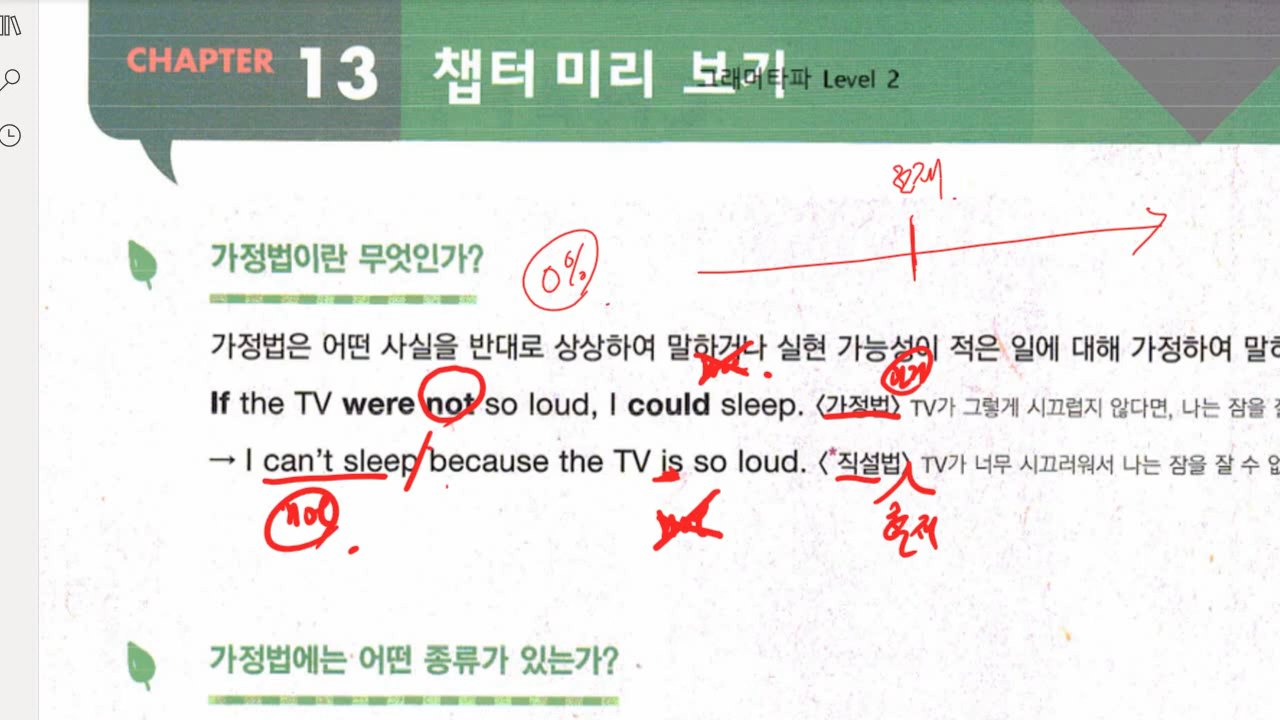 CHAPTER 13 챕터 미리 보기
그래머타파 Level 2
현재
가정법이란 무엇인가?
0%
가정법은 어떤 사실을 반대로 상상하여 말하거나 실현 가능성이 적은 일에 대해 가정하여 말하
If the TV were not so loud, I could sleep. 〈가정법〉 TV가 그렇게 시끄럽지 않다면, 나는 잠을
→ I can't sleep because the TV is so loud. 〈*직설법〉 TV가 너무 시끄러워서 나는 잠을 잘 수 없
not
현재
가정법에는 어떤 종류가 있는가?